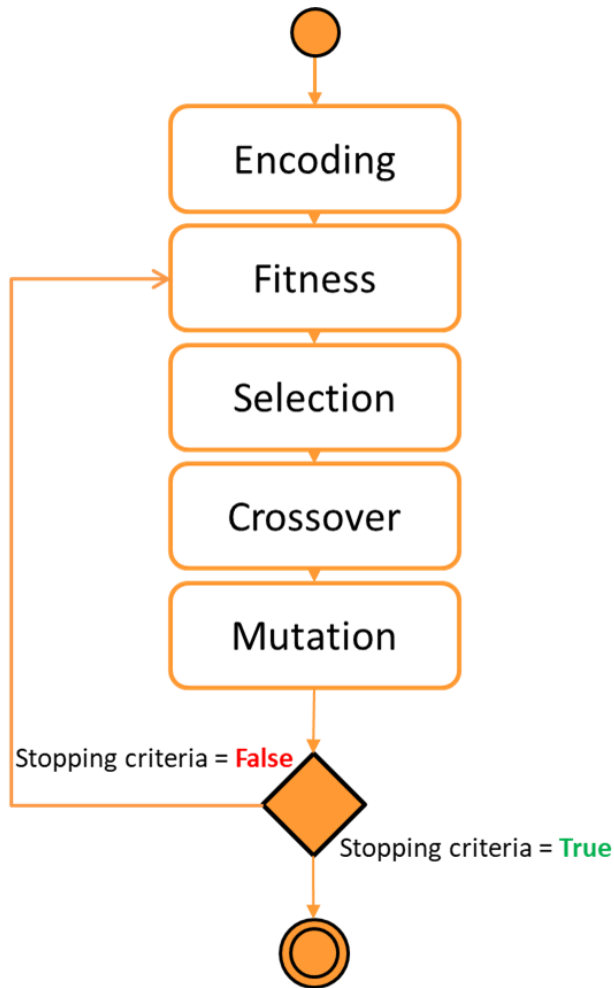 Encoding
Fitness
Selection
Crossover
Mutation
Stopping criteria = False
Stopping criteria = True